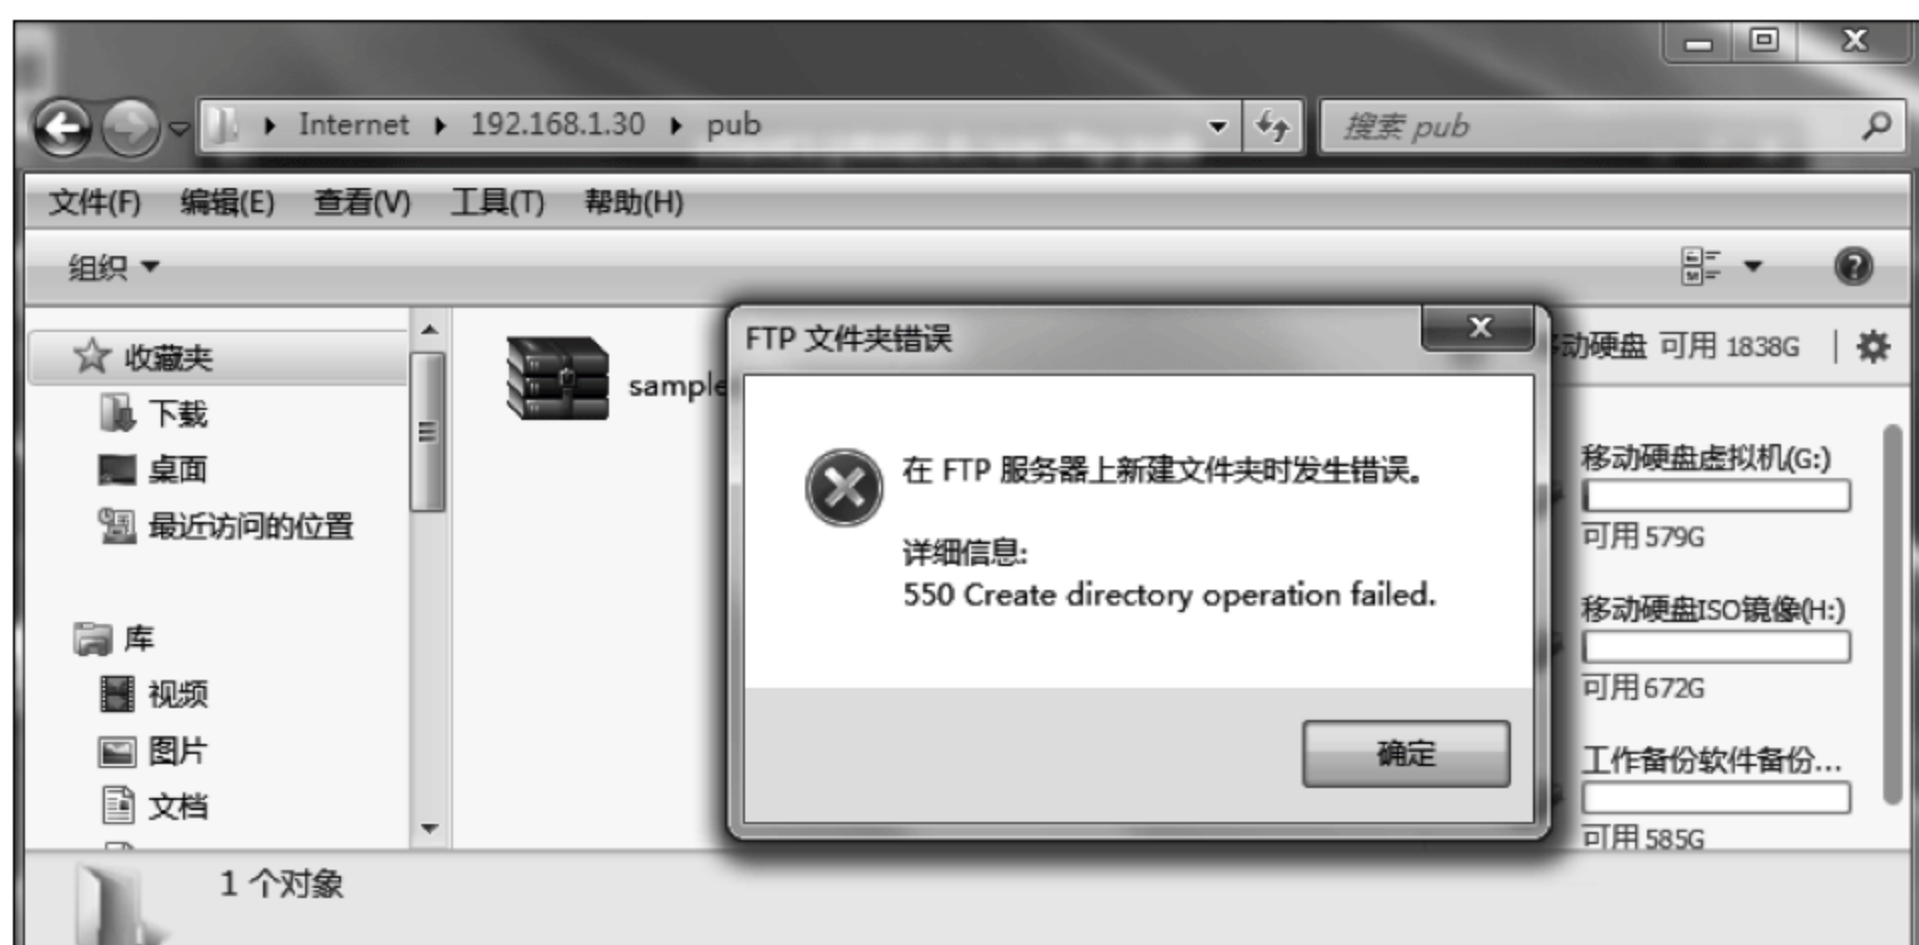 Internet 192.168.1.30 pub
搜索 pub
文件(F) 编辑(E) 查看(V) 工具(T) 帮助(H)
组织
收藏夹
下载
桌面
最近访问的位置
库
视频
图片
文档
sample
FTP 文件夹错误
在 FTP 服务器上新建文件夹时发生错误。
详细信息:
550 Create directory operation failed.
确定
动硬盘 可用 1838G
移动硬盘虚拟机(G:)
可用 579G
移动硬盘ISO镜像(H:)
可用 672G
工作备份软件备份...
可用 585G
1 个对象